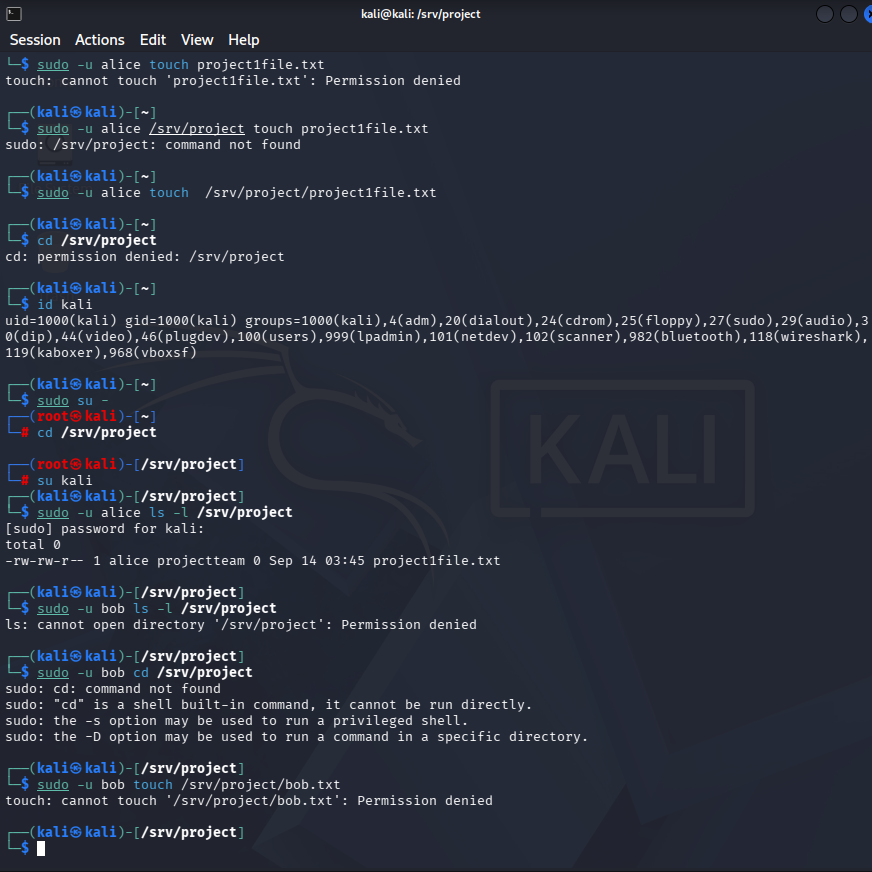 kali@kali: /srv/project
Session Actions Edit View Help
└─$ sudo -u alice touch project1file.txt
touch: cannot touch 'project1file.txt': Permission denied
┌──(kali㉿kali)-[~]
└─$ sudo -u alice /srv/project touch project1file.txt
sudo: /srv/project: command not found
┌──(kali㉿kali)-[~]
└─$ sudo -u alice touch  /srv/project/project1file.txt
┌──(kali㉿kali)-[~]
└─$ cd /srv/project
cd: permission denied: /srv/project
┌──(kali㉿kali)-[~]
└─$ id kali
uid=1000(kali) gid=1000(kali) groups=1000(kali),4(adm),20(dialout),24(cdrom),25(floppy),27(sudo),29(audio),3
0(dip),44(video),46(plugdev),100(users),999(lpadmin),101(netdev),102(scanner),982(bluetooth),118(wireshark),
119(kaboxer),968(vboxsf)
┌──(kali㉿kali)-[~]
└─$ sudo su -
┌──(root㉿kali)-[~]
└─# cd /srv/project
┌──(root㉿kali)-[/srv/project]
└─# su kali
┌──(kali㉿kali)-[/srv/project]
└─$ sudo -u alice ls -l /srv/project
[sudo] password for kali:
total 0
-rw-rw-r-- 1 alice projectteam 0 Sep 14 03:45 project1file.txt
┌──(kali㉿kali)-[/srv/project]
└─$ sudo -u bob ls -l /srv/project
ls: cannot open directory '/srv/project': Permission denied
┌──(kali㉿kali)-[/srv/project]
└─$ sudo -u bob cd /srv/project
sudo: cd: command not found
sudo: "cd" is a shell built-in command, it cannot be run directly.
sudo: the -s option may be used to run a privileged shell.
sudo: the -D option may be used to run a command in a specific directory.
┌──(kali㉿kali)-[/srv/project]
└─$ sudo -u bob touch /srv/project/bob.txt
touch: cannot touch '/srv/project/bob.txt': Permission denied
┌──(kali㉿kali)-[/srv/project]
└─$
KALI